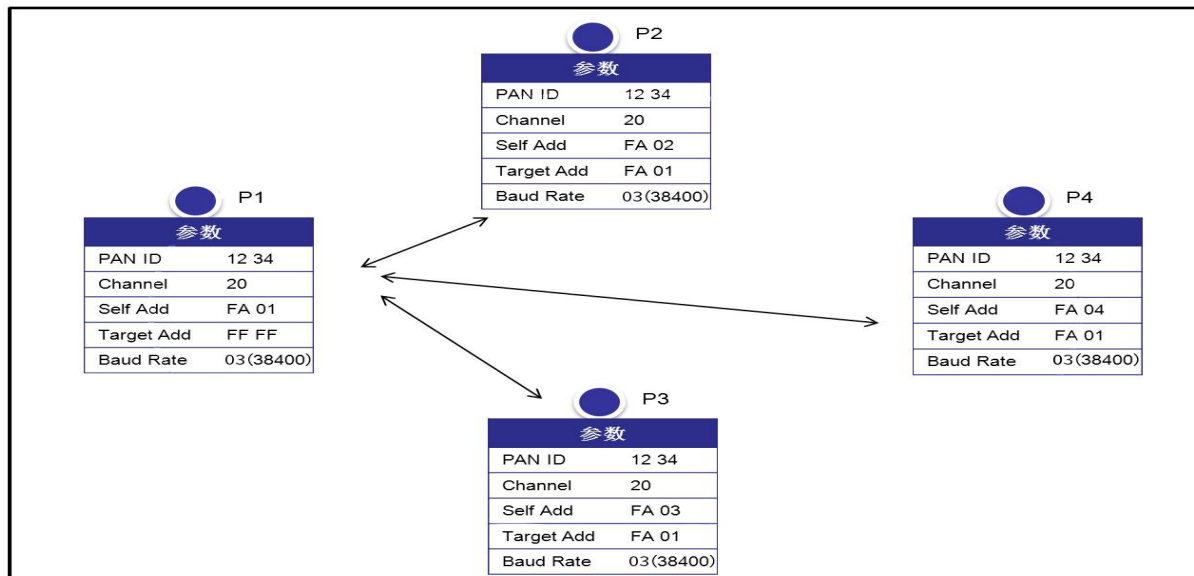 P2
参数
PAN ID 12 34
Channel 20
Self Add FA 02
Target Add FA 01
Baud Rate 03(38400)
P1
参数
PAN ID 12 34
Channel 20
Self Add FA 01
Target Add FF FF
Baud Rate 03(38400)
P4
参数
PAN ID 12 34
Channel 20
Self Add FA 04
Target Add FA 01
Baud Rate 03(38400)
P3
参数
PAN ID 12 34
Channel 20
Self Add FA 03
Target Add FA 01
Baud Rate 03(38400)